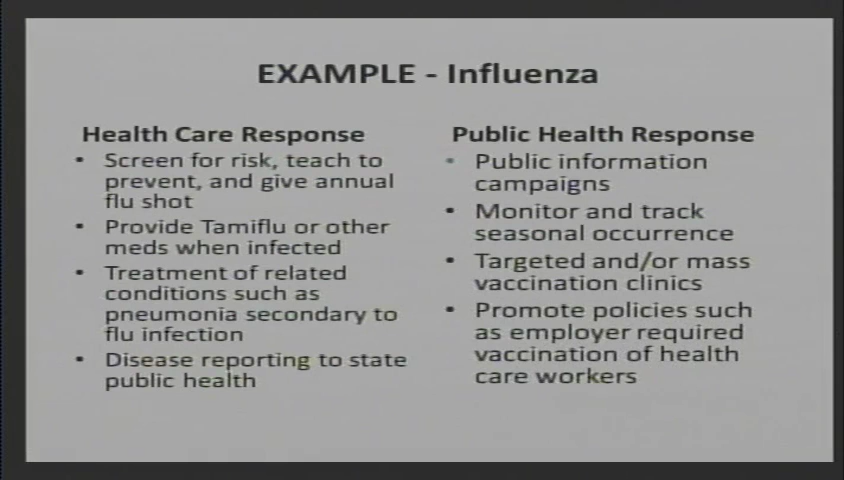 EXAMPLE - Influenza
Health Care Response
• Screen for risk, teach to
prevent, and give annual
flu shot
• Provide Tamiflu or other
meds when infected
• Treatment of related
conditions such as
pneumonia secondary to
flu infection
• Disease reporting to state
public health
Public Health Response
• Public information
campaigns
• Monitor and track
seasonal occurrence
• Targeted and/or mass
vaccination clinics
• Promote policies such
as employer required
vaccination of health
care workers